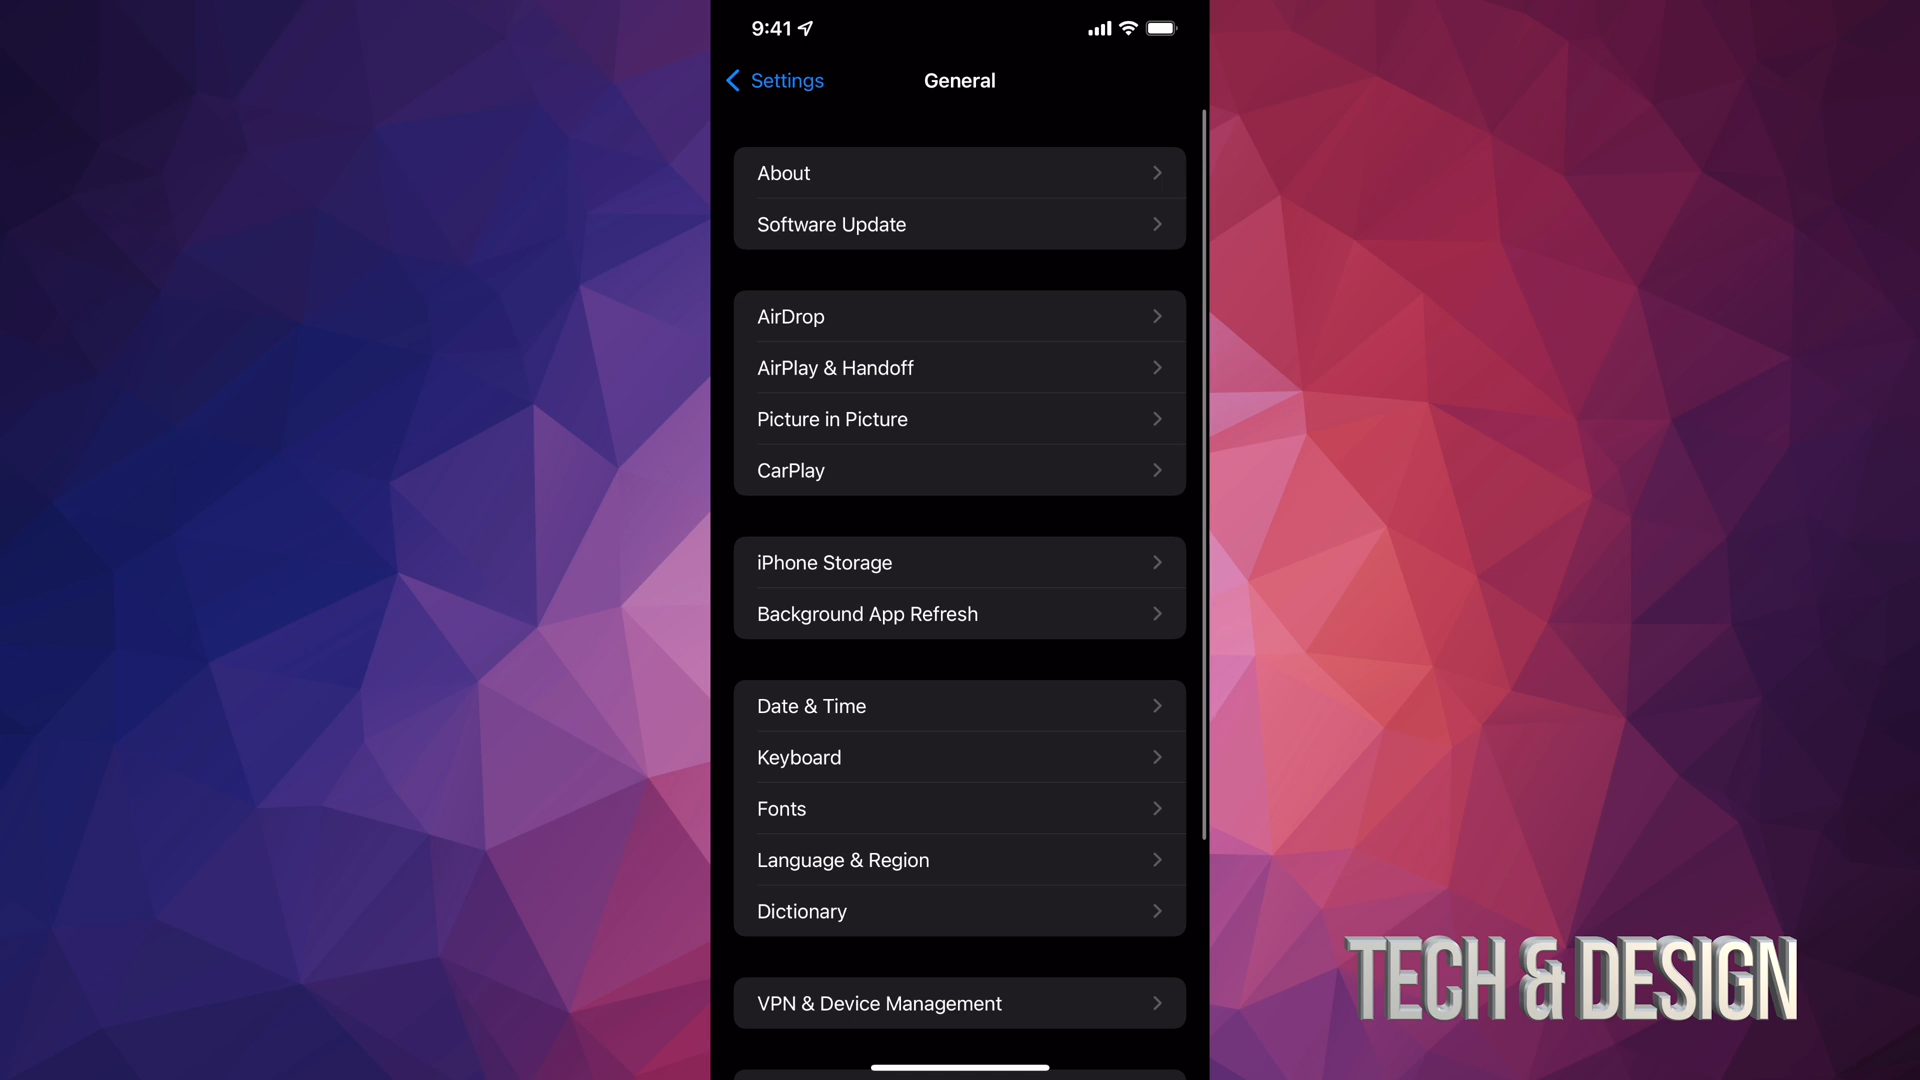 9:41
Settings
General
About
Software Update
AirDrop
AirPlay & Handoff
Picture in Picture
CarPlay
iPhone Storage
Background App Refresh
Date & Time
Keyboard
Fonts
Language & Region
Dictionary
VPN & Device Management
TECH & DESIGN